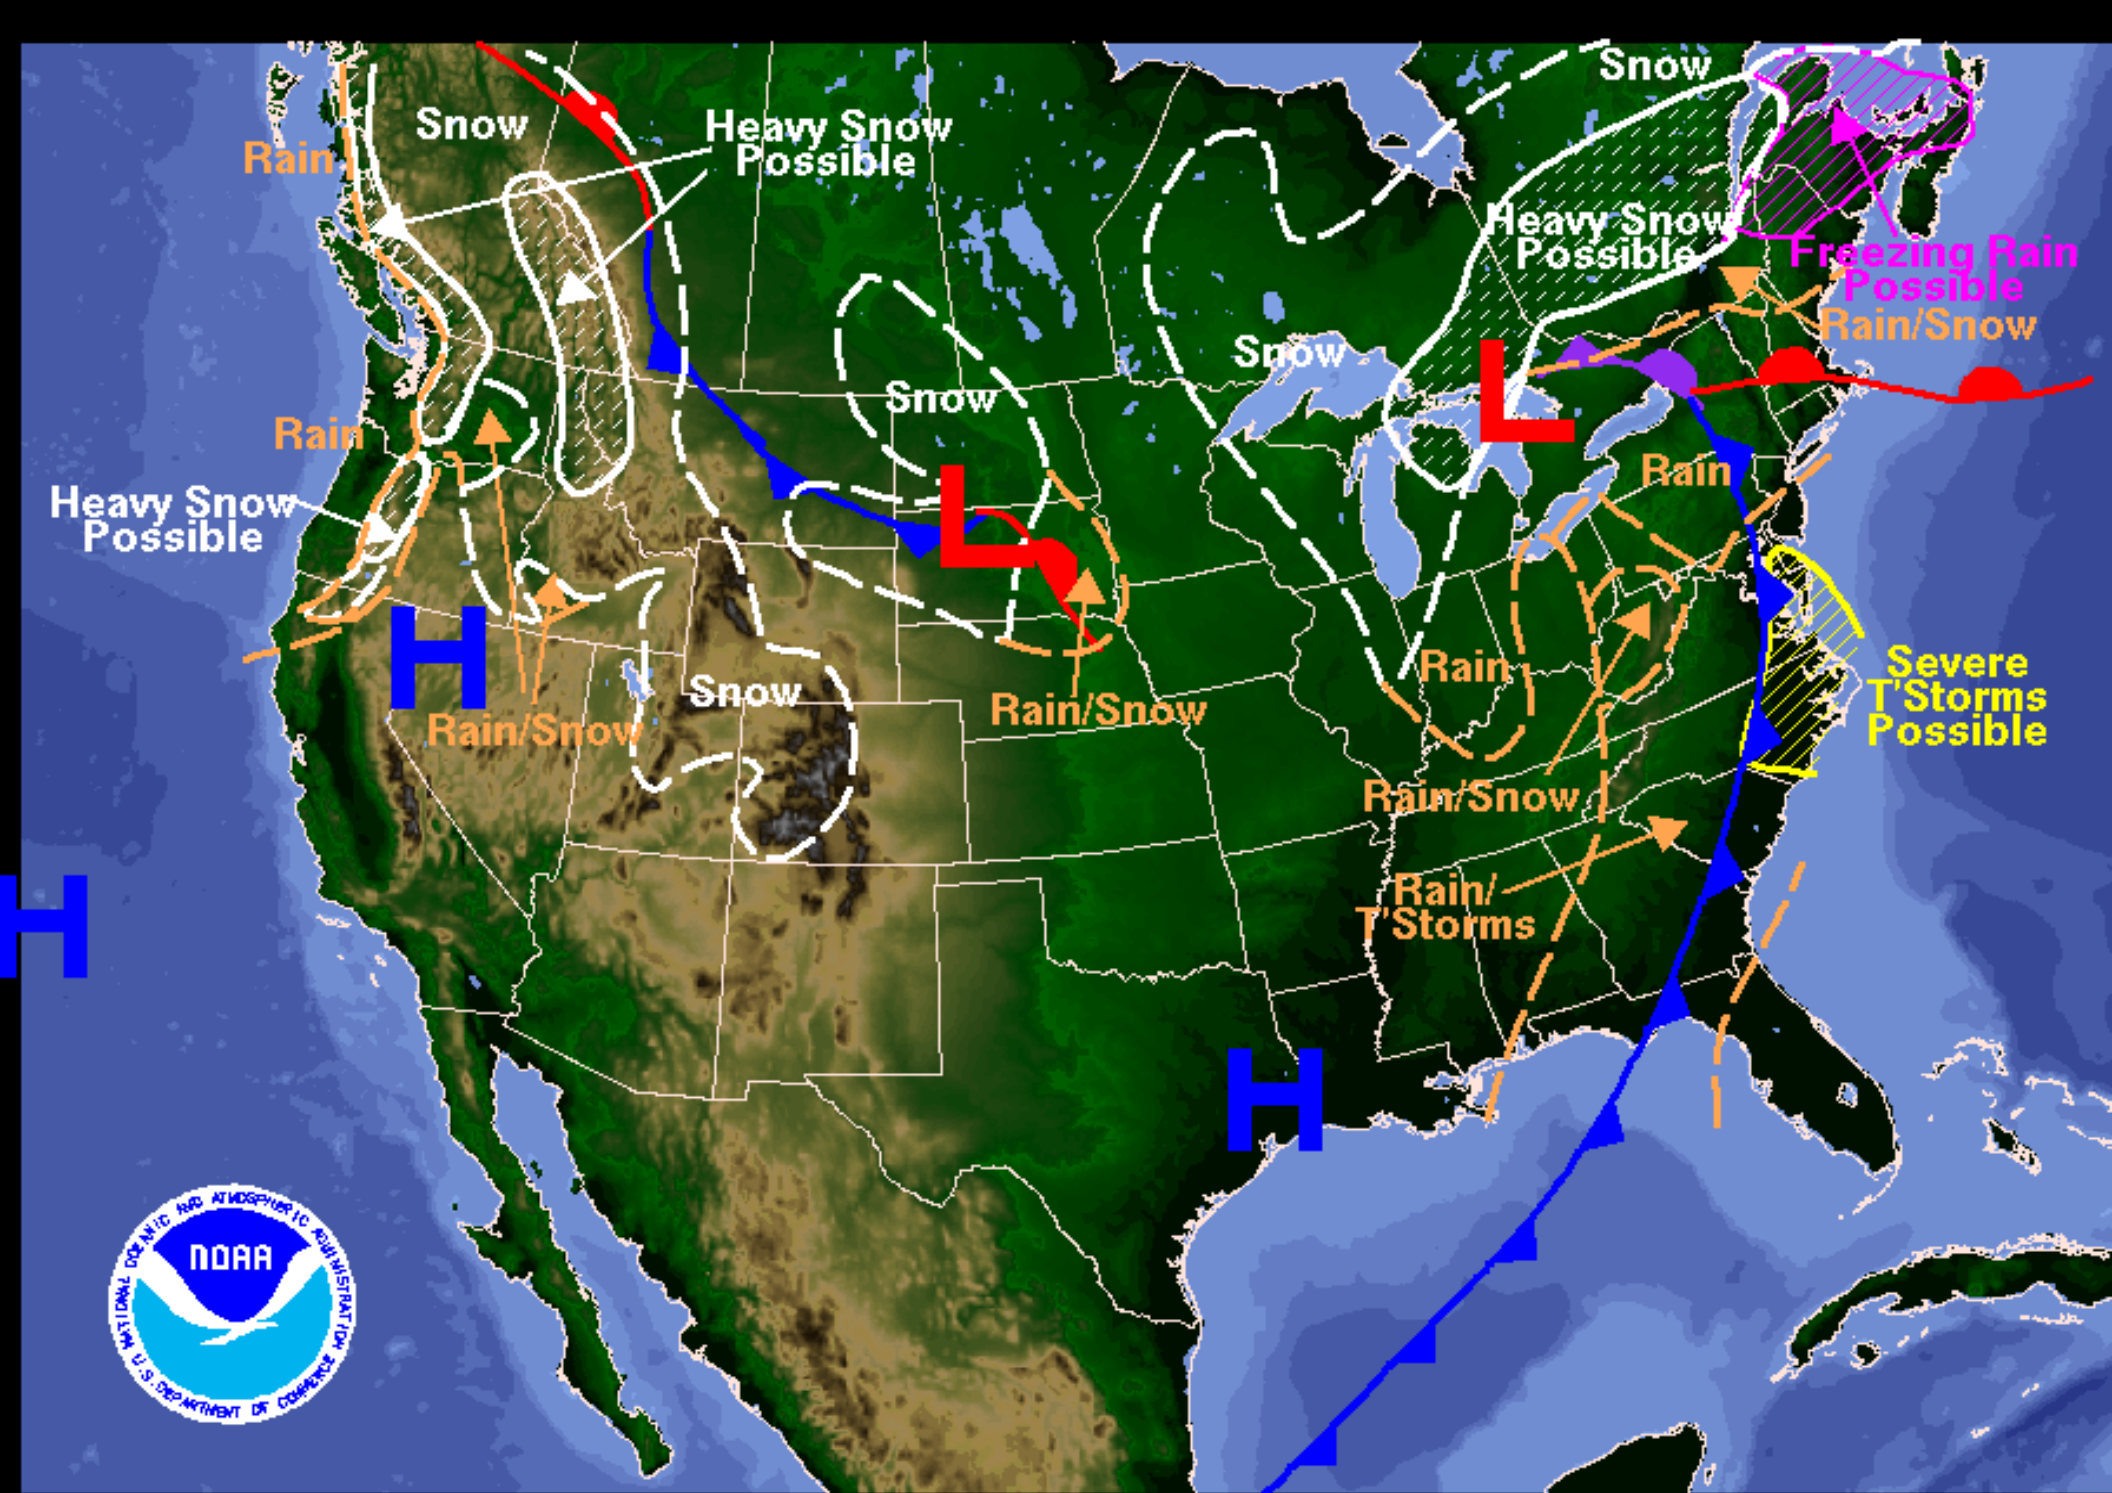 Snow
Snow
Heavy Snow
Possible
Rain
Heavy Snow
Possible
Freezing Rain
Possible
Rain/Snow
Snow
Snow
Rain
Rain
Heavy Snow
Possible
Severe
T'Storms
Possible
Rain
Snow
Rain/Snow
Rain/Snow
Rain/Snow
Rain/
T'Storms
L
L
H
H
H
NATIONAL OCEANIC AND ATMOSPHERIC ADMINISTRATION
NOAA
U.S. DEPARTMENT OF COMMERCE